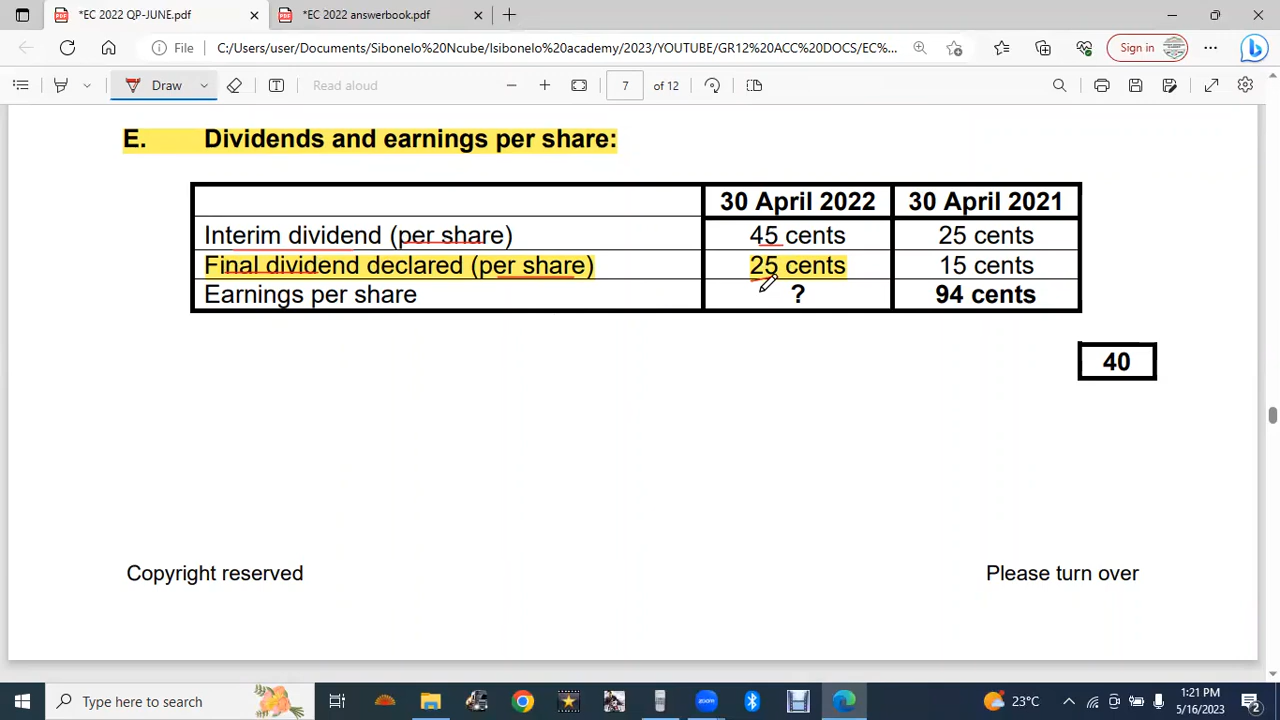 *EC 2022 QP-JUNE.pdf
*EC 2022 answerbook.pdf
File C:/Users/user/Documents/Sibonelo%20Ncube/Isibonelo%20academy/2023/YOUTUBE/GR12%20ACC%20DOCS/EC%... Sign in
Draw Read aloud 7 of 12
E. Dividends and earnings per share:
30 April 2022 30 April 2021
Interim dividend (per share) 45 cents 25 cents
Final dividend declared (per share) 25 cents 15 cents
Earnings per share ? 94 cents
40
Copyright reserved Please turn over
Type here to search 23°C 1:21 PM
5/16/2023 2